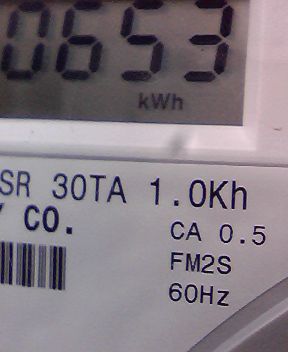 0653
kWh
SR 30TA 1.0Kh
Y CO.
CA 0.5
FM2S
60Hz